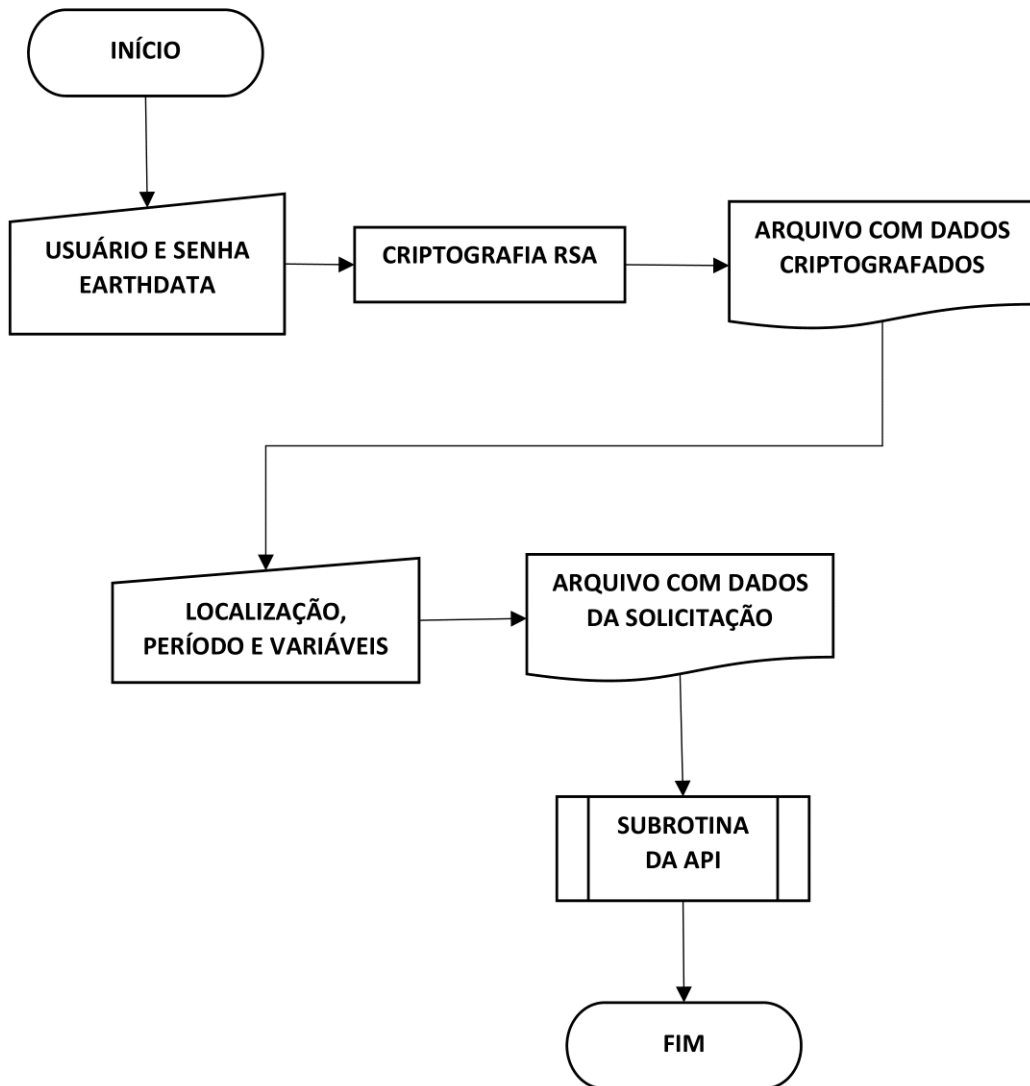 INÍCIO
USUÁRIO E SENHA
EARTHDATA
CRIPTOGRAFIA RSA
ARQUIVO COM DADOS
CRIPTOGRAFADOS
LOCALIZAÇÃO,
PERÍODO E VARIÁVEIS
ARQUIVO COM DADOS
DA SOLICITAÇÃO
SUBROTINA
DA API
FIM